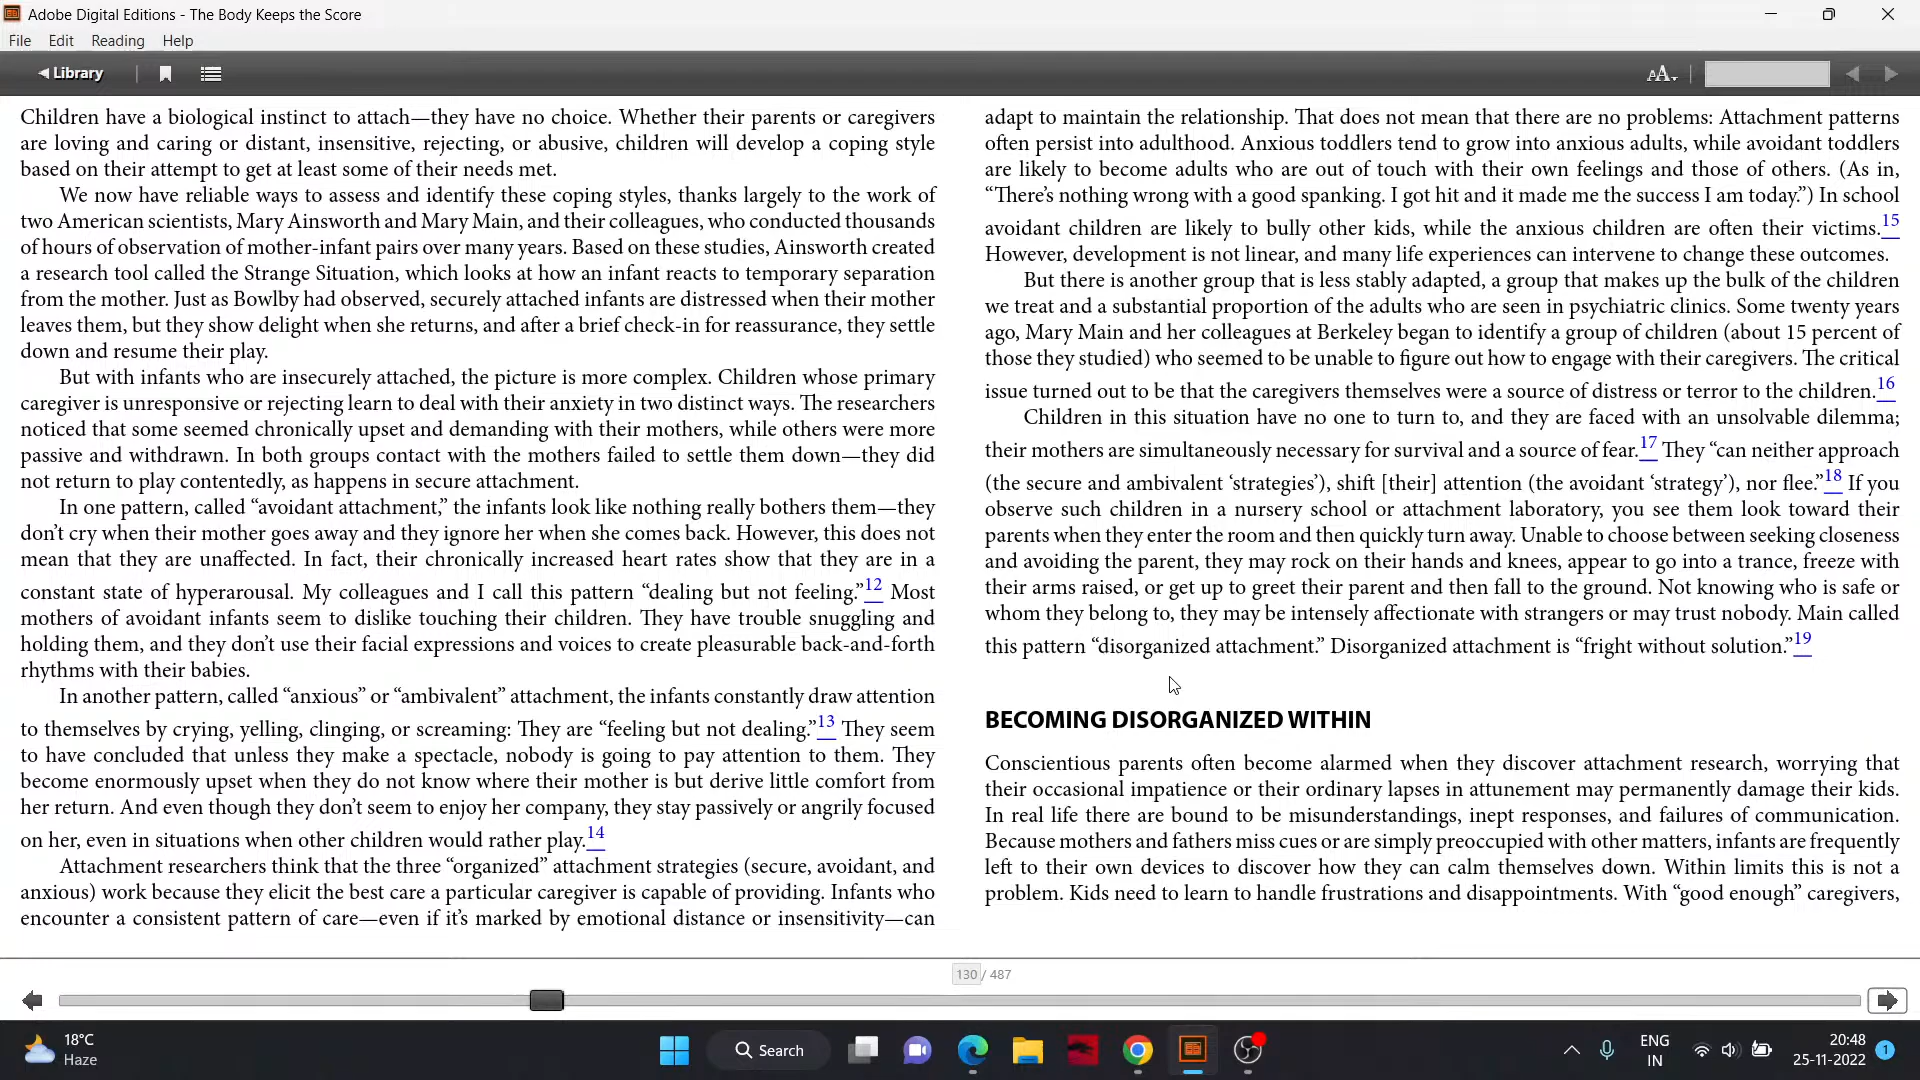 Adobe Digital Editions - The Body Keeps the Score
File Edit Reading Help
Library
AA
Children have a biological instinct to attach—they have no choice. Whether their parents or caregivers
are loving and caring or distant, insensitive, rejecting, or abusive, children will develop a coping style
based on their attempt to get at least some of their needs met.
We now have reliable ways to assess and identify these coping styles, thanks largely to the work of
two American scientists, Mary Ainsworth and Mary Main, and their colleagues, who conducted thousands
of hours of observation of mother-infant pairs over many years. Based on these studies, Ainsworth created
a research tool called the Strange Situation, which looks at how an infant reacts to temporary separation
from the mother. Just as Bowlby had observed, securely attached infants are distressed when their mother
leaves them, but they show delight when she returns, and after a brief check-in for reassurance, they settle
down and resume their play.
But with infants who are insecurely attached, the picture is more complex. Children whose primary
caregiver is unresponsive or rejecting learn to deal with their anxiety in two distinct ways. The researchers
noticed that some seemed chronically upset and demanding with their mothers, while others were more
passive and withdrawn. In both groups contact with the mothers failed to settle them down—they did
not return to play contentedly, as happens in secure attachment.
In one pattern, called “avoidant attachment,” the infants look like nothing really bothers them—they
don’t cry when their mother goes away and they ignore her when she comes back. However, this does not
mean that they are unaffected. In fact, their chronically increased heart rates show that they are in a
constant state of hyperarousal. My colleagues and I call this pattern “dealing but not feeling.”12 Most
mothers of avoidant infants seem to dislike touching their children. They have trouble snuggling and
holding them, and they don’t use their facial expressions and voices to create pleasurable back-and-forth
rhythms with their babies.
In another pattern, called “anxious” or “ambivalent” attachment, the infants constantly draw attention
to themselves by crying, yelling, clinging, or screaming: They are “feeling but not dealing.”13 They seem
to have concluded that unless they make a spectacle, nobody is going to pay attention to them. They
become enormously upset when they do not know where their mother is but derive little comfort from
her return. And even though they don’t seem to enjoy her company, they stay passively or angrily focused
on her, even in situations when other children would rather play.14
Attachment researchers think that the three “organized” attachment strategies (secure, avoidant, and
anxious) work because they elicit the best care a particular caregiver is capable of providing. Infants who
encounter a consistent pattern of care—even if it’s marked by emotional distance or insensitivity—can
adapt to maintain the relationship. That does not mean that there are no problems: Attachment patterns
often persist into adulthood. Anxious toddlers tend to grow into anxious adults, while avoidant toddlers
are likely to become adults who are out of touch with their own feelings and those of others. (As in,
“There’s nothing wrong with a good spanking. I got hit and it made me the success I am today.”) In school
avoidant children are likely to bully other kids, while the anxious children are often their victims.15
However, development is not linear, and many life experiences can intervene to change these outcomes.
But there is another group that is less stably adapted, a group that makes up the bulk of the children
we treat and a substantial proportion of the adults who are seen in psychiatric clinics. Some twenty years
ago, Mary Main and her colleagues at Berkeley began to identify a group of children (about 15 percent of
those they studied) who seemed to be unable to figure out how to engage with their caregivers. The critical
issue turned out to be that the caregivers themselves were a source of distress or terror to the children.16
Children in this situation have no one to turn to, and they are faced with an unsolvable dilemma;
their mothers are simultaneously necessary for survival and a source of fear.17 They “can neither approach
(the secure and ambivalent ‘strategies’), shift [their] attention (the avoidant ‘strategy’), nor flee.”18 If you
observe such children in a nursery school or attachment laboratory, you see them look toward their
parents when they enter the room and then quickly turn away. Unable to choose between seeking closeness
and avoiding the parent, they may rock on their hands and knees, appear to go into a trance, freeze with
their arms raised, or get up to greet their parent and then fall to the ground. Not knowing who is safe or
whom they belong to, they may be intensely affectionate with strangers or may trust nobody. Main called
this pattern “disorganized attachment.” Disorganized attachment is “fright without solution.”19
BECOMING DISORGANIZED WITHIN
Conscientious parents often become alarmed when they discover attachment research, worrying that
their occasional impatience or their ordinary lapses in attunement may permanently damage their kids.
In real life there are bound to be misunderstandings, inept responses, and failures of communication.
Because mothers and fathers miss cues or are simply preoccupied with other matters, infants are frequently
left to their own devices to discover how they can calm themselves down. Within limits this is not a
problem. Kids need to learn to handle frustrations and disappointments. With “good enough” caregivers,
130 / 487
18°C
Haze
Search
ENG
IN
20:48
25-11-2022
1